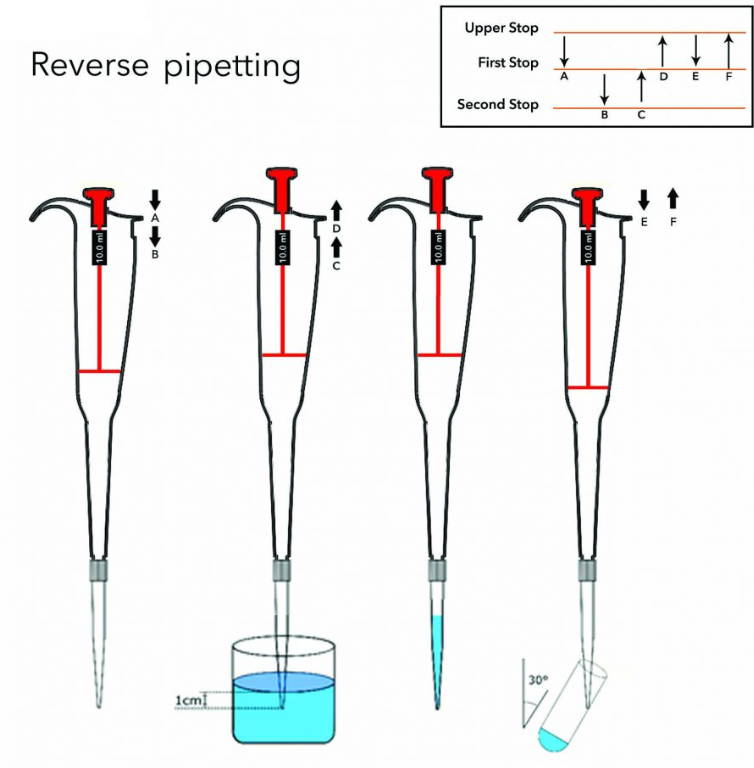 Reverse pipetting
Upper Stop
First Stop
A D E F
Second Stop
B C
A
B
10.0 ml
D
C
10.0 ml
10.0 ml
E F
10.0 ml
1cm
30°